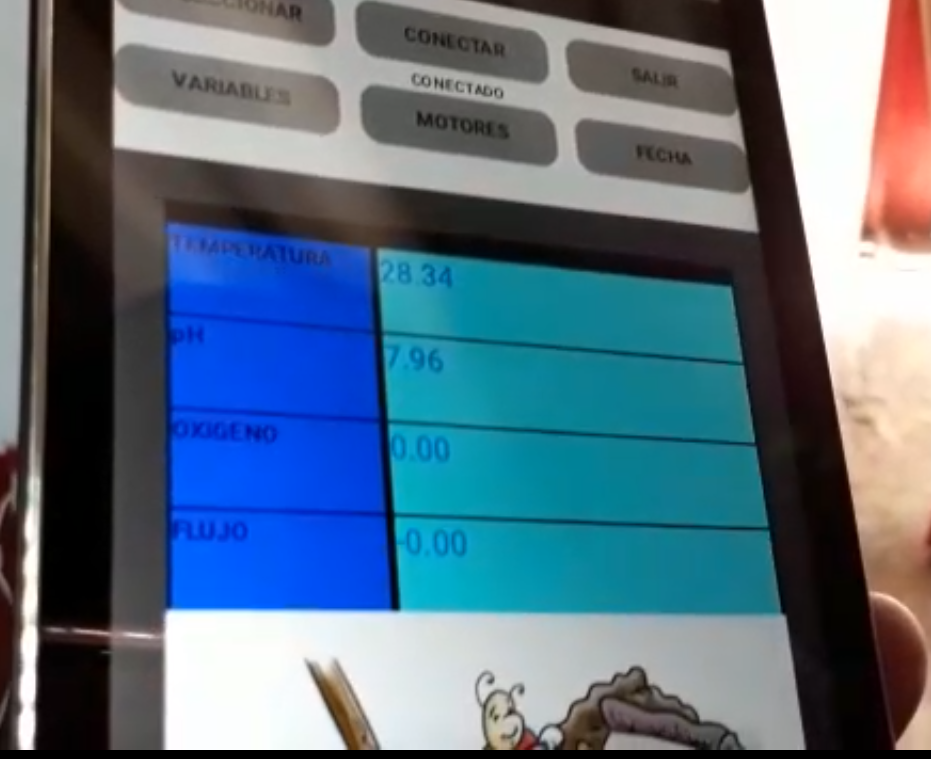 CONECTAR
SALIR
VARIABLES
CONECTADO
MOTORES
FECHA
TEMPERATURA
28.34
pH
7.96
OXIGENO
0.00
FLUJO
-0.00